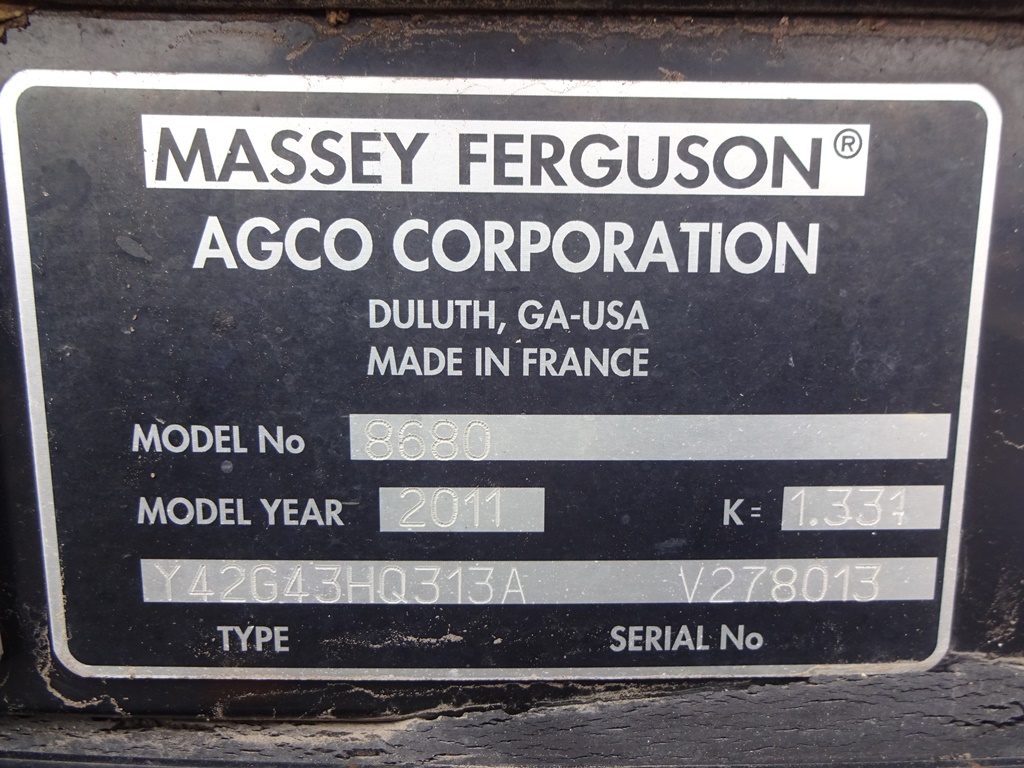 MASSEY FERGUSON®
AGCO CORPORATION
DULUTH, GA-USA
MADE IN FRANCE
MODEL No 8680
MODEL YEAR 2011 K= 1.331
Y42G43HQ313A V278013
TYPE SERIAL No